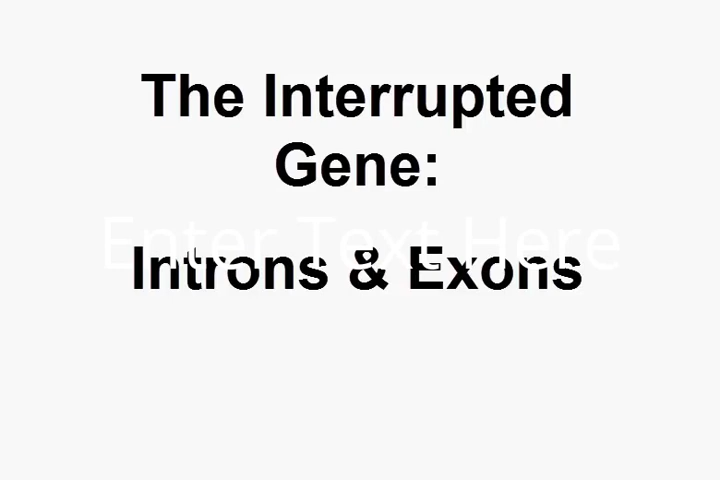 The Interrupted
Gene:
Enter Text Here
Introns & Exons